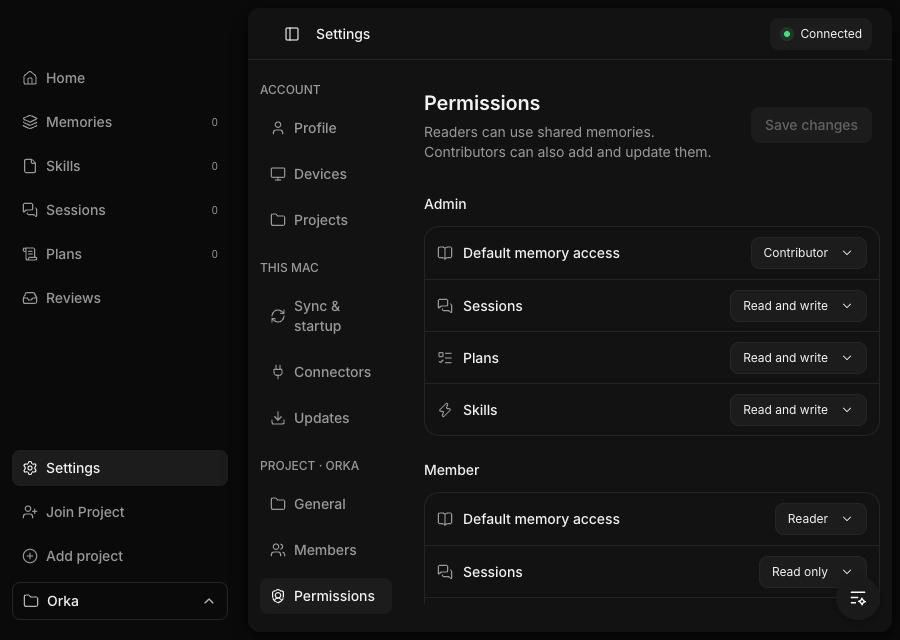 Home
Memories 0
Skills 0
Sessions 0
Plans 0
Reviews
Settings
Join Project
Add project
Orka
Settings
Connected
ACCOUNT
Profile
Devices
Projects
THIS MAC
Sync &
startup
Connectors
Updates
PROJECT · ORKA
General
Members
Permissions
Permissions
Readers can use shared memories.
Contributors can also add and update them.
Save changes
Admin
Default memory access Contributor
Sessions Read and write
Plans Read and write
Skills Read and write
Member
Default memory access Reader
Sessions Read only